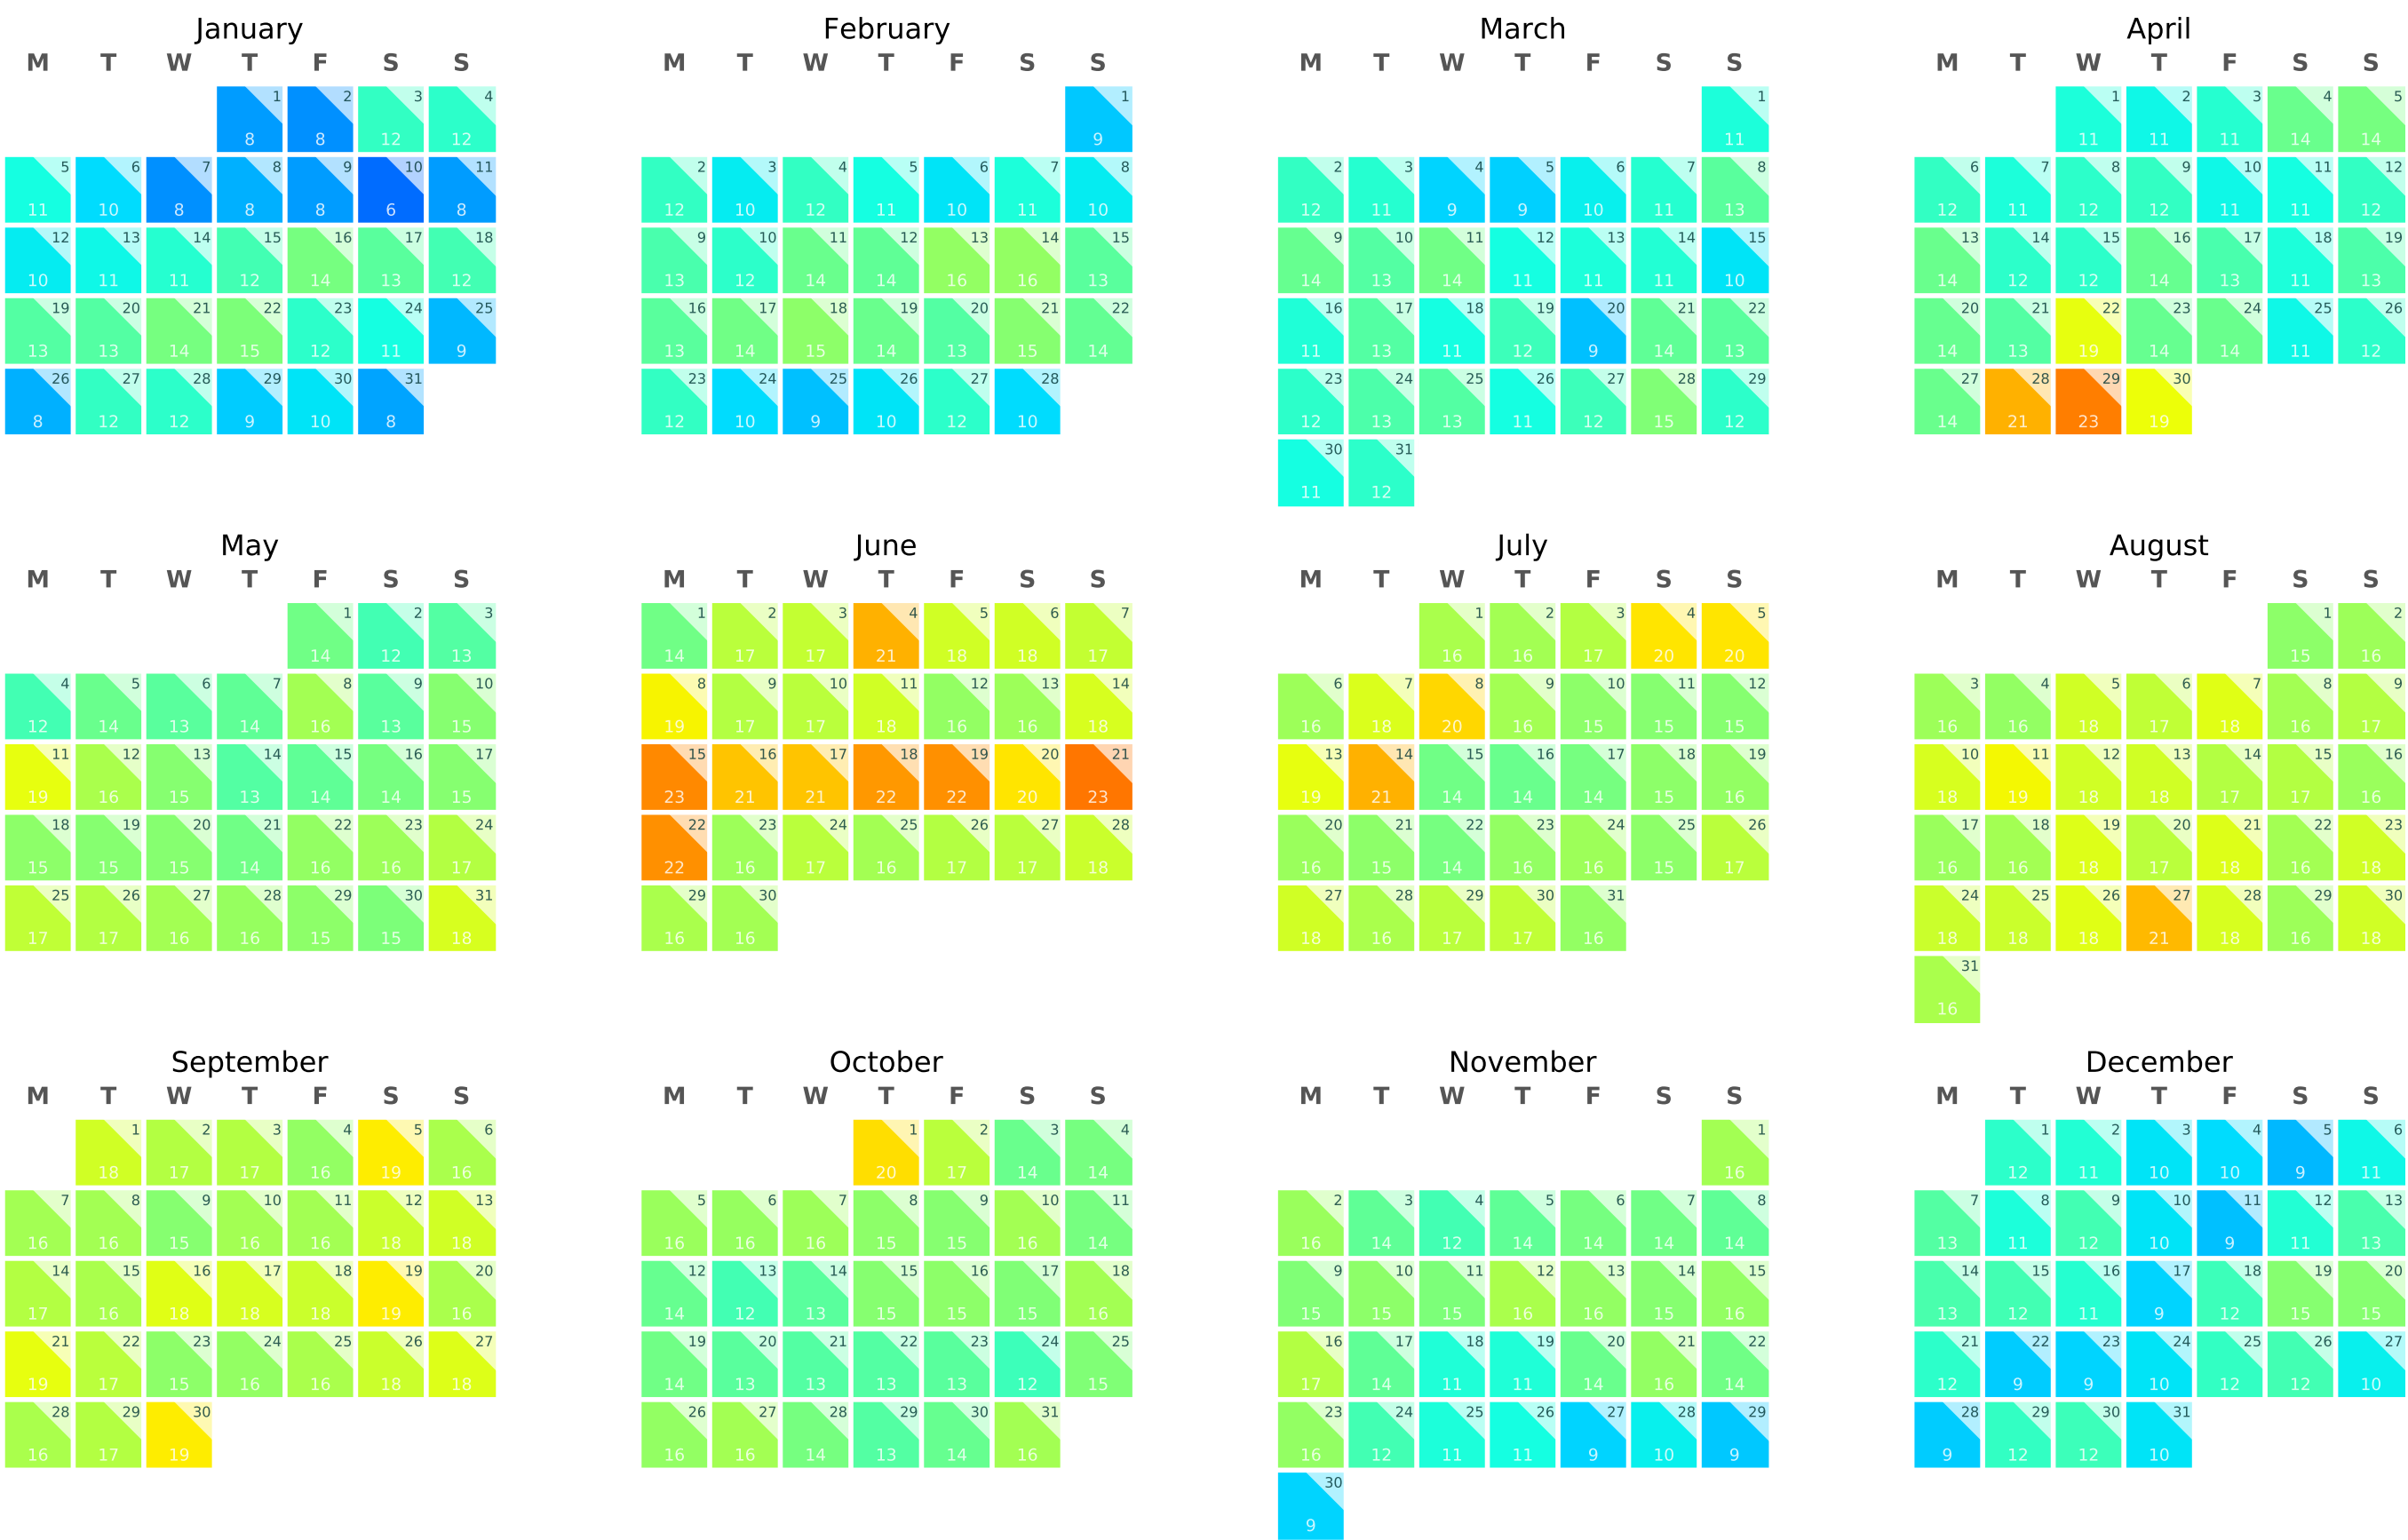 January February March April
M T W T F S S M T W T F S S M T W T F S S M T W T F S S
1 2 3 4 1 1 1 2 3 4 5
8 8 12 12 9 11 11 11 11 14 14
5 6 7 8 9 10 11 2 3 4 5 6 7 8 2 3 4 5 6 7 8 6 7 8 9 10 11 12
11 10 8 8 8 6 8 12 10 12 11 10 11 10 12 11 9 9 10 11 13 12 11 12 12 11 11 12
12 13 14 15 16 17 18 9 10 11 12 13 14 15 9 10 11 12 13 14 15 13 14 15 16 17 18 19
10 11 11 12 14 13 12 13 12 14 14 16 16 13 14 13 14 11 11 11 10 14 12 12 14 13 11 13
19 20 21 22 23 24 25 16 17 18 19 20 21 22 16 17 18 19 20 21 22 20 21 22 23 24 25 26
13 13 14 15 12 11 9 13 14 15 14 13 15 14 11 13 11 12 9 14 13 14 13 19 14 14 11 12
26 27 28 29 30 31 23 24 25 26 27 28 23 24 25 26 27 28 29 27 28 29 30
8 12 12 9 10 8 12 10 9 10 12 10 12 13 13 11 12 15 12 14 21 23 19
30 31
11 12
May June July August
M T W T F S S M T W T F S S M T W T F S S M T W T F S S
1 2 3 1 2 3 4 5 6 7 1 2 3 4 5 1 2
14 12 13 14 17 17 21 18 18 17 16 16 17 20 20 15 16
4 5 6 7 8 9 10 8 9 10 11 12 13 14 6 7 8 9 10 11 12 3 4 5 6 7 8 9
12 14 13 14 16 13 15 19 17 17 18 16 16 18 16 18 20 16 15 15 15 16 16 18 17 18 16 17
11 12 13 14 15 16 17 15 16 17 18 19 20 21 13 14 15 16 17 18 19 10 11 12 13 14 15 16
19 16 15 13 14 14 15 23 21 21 22 22 20 23 19 21 14 14 14 15 16 18 19 18 18 17 17 16
18 19 20 21 22 23 24 22 23 24 25 26 27 28 20 21 22 23 24 25 26 17 18 19 20 21 22 23
15 15 15 14 16 16 17 22 16 17 16 17 17 18 16 15 14 16 16 15 17 16 16 18 17 18 16 18
25 26 27 28 29 30 31 29 30 27 28 29 30 31 24 25 26 27 28 29 30
17 17 16 16 15 15 18 16 16 18 16 17 17 16 18 18 18 21 18 16 18
31
16
September October November December
M T W T F S S M T W T F S S M T W T F S S M T W T F S S
1 2 3 4 5 6 1 2 3 4 1 1 2 3 4 5 6
18 17 17 16 19 16 20 17 14 14 16 12 11 10 10 9 11
7 8 9 10 11 12 13 5 6 7 8 9 10 11 2 3 4 5 6 7 8 7 8 9 10 11 12 13
16 16 15 16 16 18 18 16 16 16 15 15 16 14 16 14 12 14 14 14 14 13 11 12 10 9 11 13
14 15 16 17 18 19 20 12 13 14 15 16 17 18 9 10 11 12 13 14 15 14 15 16 17 18 19 20
17 16 18 18 18 19 16 14 12 13 15 15 15 16 15 15 15 16 16 15 16 13 12 11 9 12 15 15
21 22 23 24 25 26 27 19 20 21 22 23 24 25 16 17 18 19 20 21 22 21 22 23 24 25 26 27
19 17 15 16 16 18 18 14 13 13 13 13 12 15 17 14 11 11 14 16 14 12 9 9 10 12 12 10
28 29 30 26 27 28 29 30 31 23 24 25 26 27 28 29 28 29 30 31
16 17 19 16 16 14 13 14 16 16 12 11 11 9 10 9 9 12 12 10
30
9